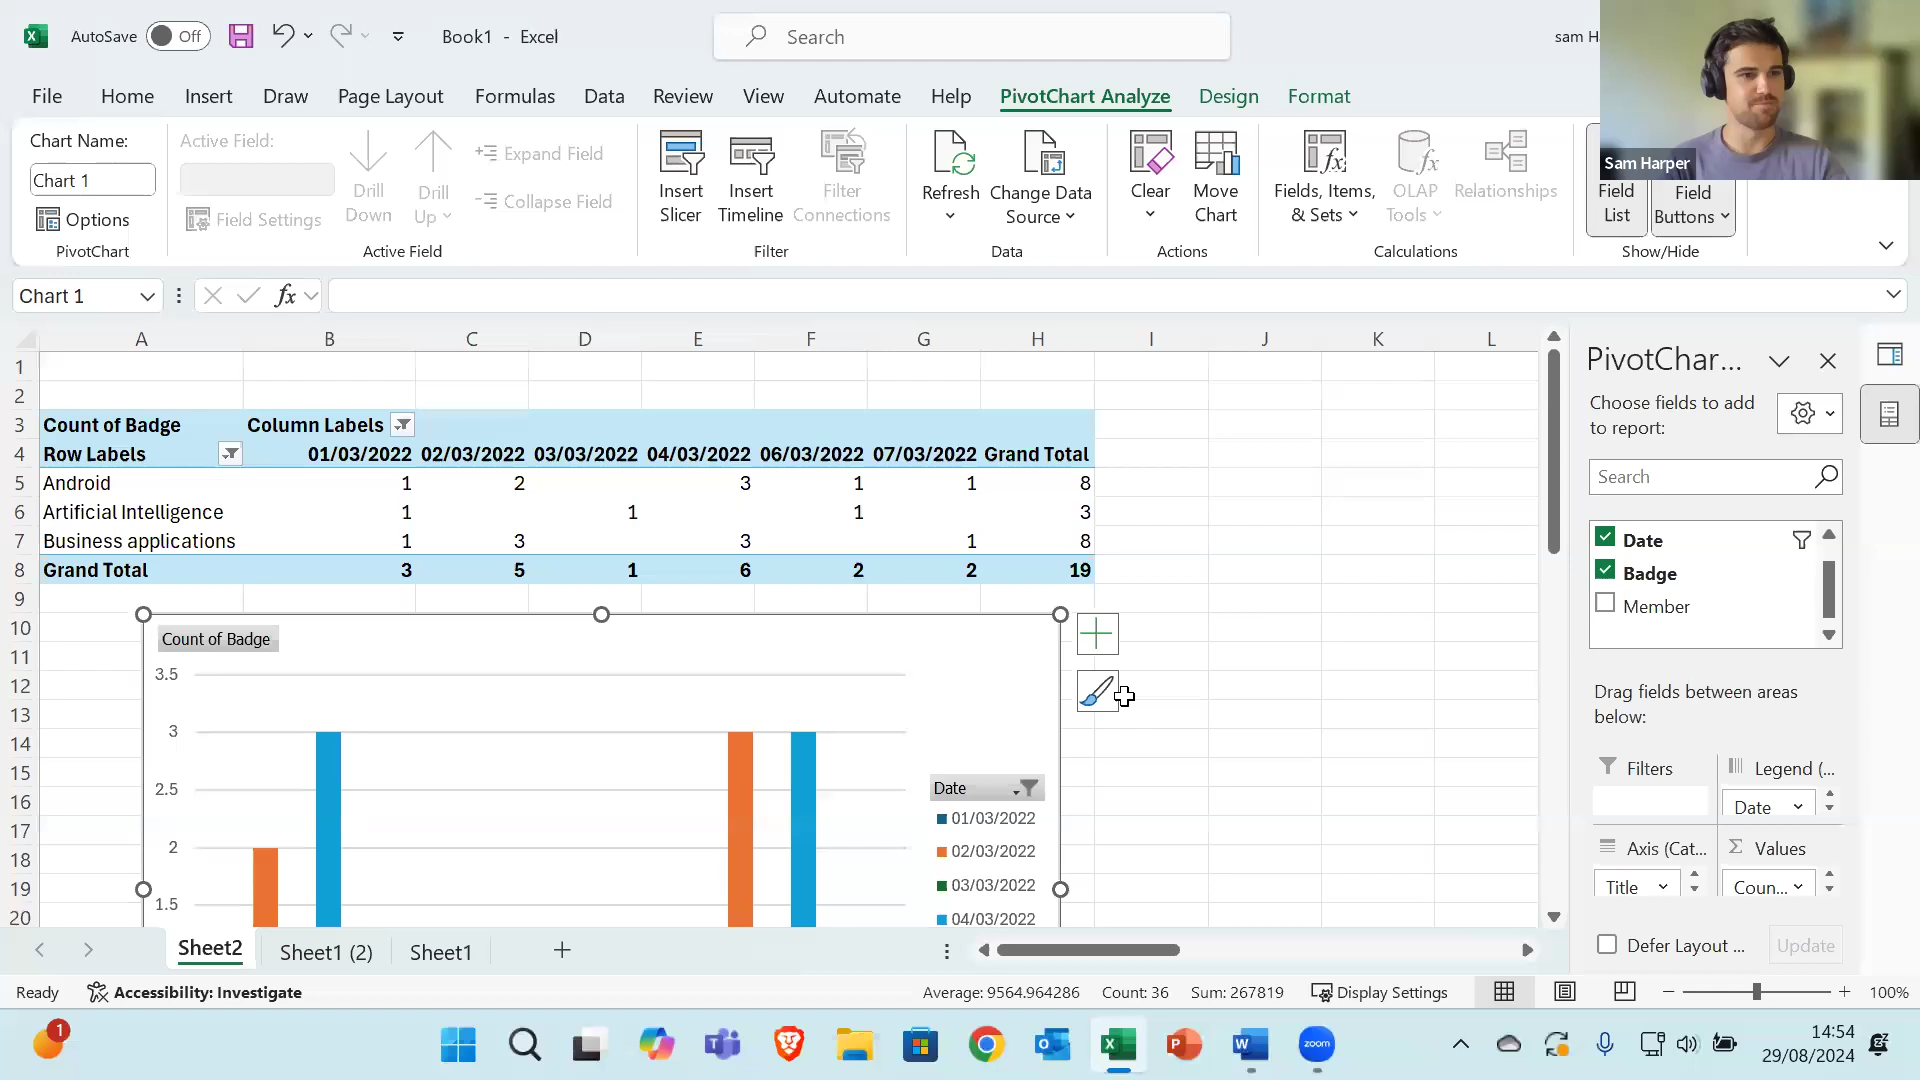 AutoSave Off Book1 - Excel Search sam H
File Home Insert Draw Page Layout Formulas Data Review View Automate Help PivotChart Analyze Design Format
Sam Harper
Chart Name:
Chart 1
Options
PivotChart
Active Field:
Field Settings
Drill Down
Drill Up
Expand Field
Collapse Field
Active Field
Insert Slicer
Insert Timeline
Filter Connections
Filter
Refresh
Change Data Source
Data
Clear
Move Chart
Actions
Fields, Items, & Sets
OLAP Tools
Relationships
Calculations
Field List
Field Buttons
Show/Hide
Chart 1 fx
A B C D E F G H I J K L
1
2
3 Count of Badge Column Labels
4 Row Labels 01/03/2022 02/03/2022 03/03/2022 04/03/2022 06/03/2022 07/03/2022 Grand Total
5 Android 1 2 3 1 1 8
6 Artificial Intelligence 1 1 1 3
7 Business applications 1 3 3 1 8
8 Grand Total 3 5 1 6 2 2 19
9
10
11
12
13
14
15
16
17
18
19
20
Count of Badge
3.5
3
2.5
2
1.5
Date
01/03/2022
02/03/2022
03/03/2022
04/03/2022
PivotChar...
Choose fields to add
to report:
Search
Date
Badge
Member
Drag fields between areas
below:
Filters
Legend (...
Date
Axis (Cat...
Values
Title
Coun...
Defer Layout ... Update
Sheet2 Sheet1 (2) Sheet1
Ready Accessibility: Investigate Average: 9564.964286 Count: 36 Sum: 267819 Display Settings 100%
1
zoom
14:54
29/08/2024